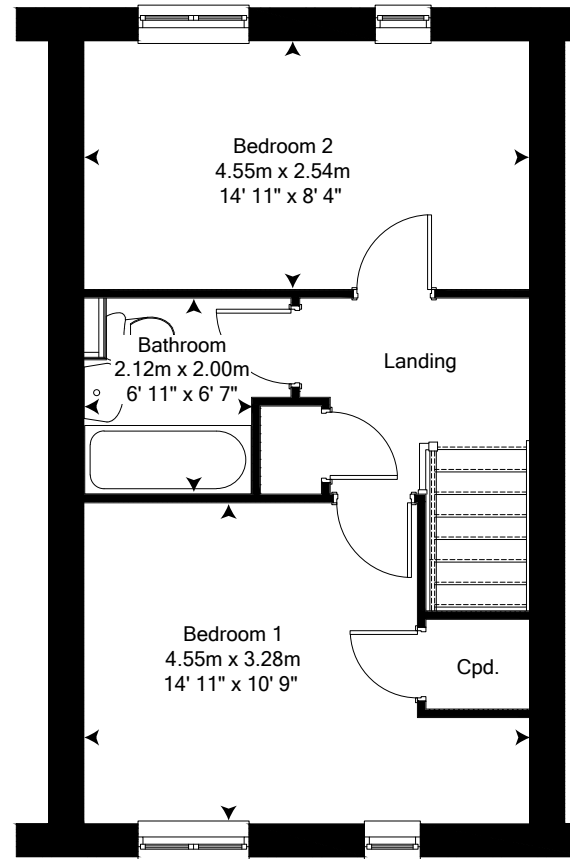 Bedroom 2
4.55m x 2.54m
14' 11" x 8' 4"
Bathroom
2.12m x 2.00m
6' 11" x 6' 7"
Landing
Bedroom 1
4.55m x 3.28m
14' 11" x 10' 9"
Cpd.